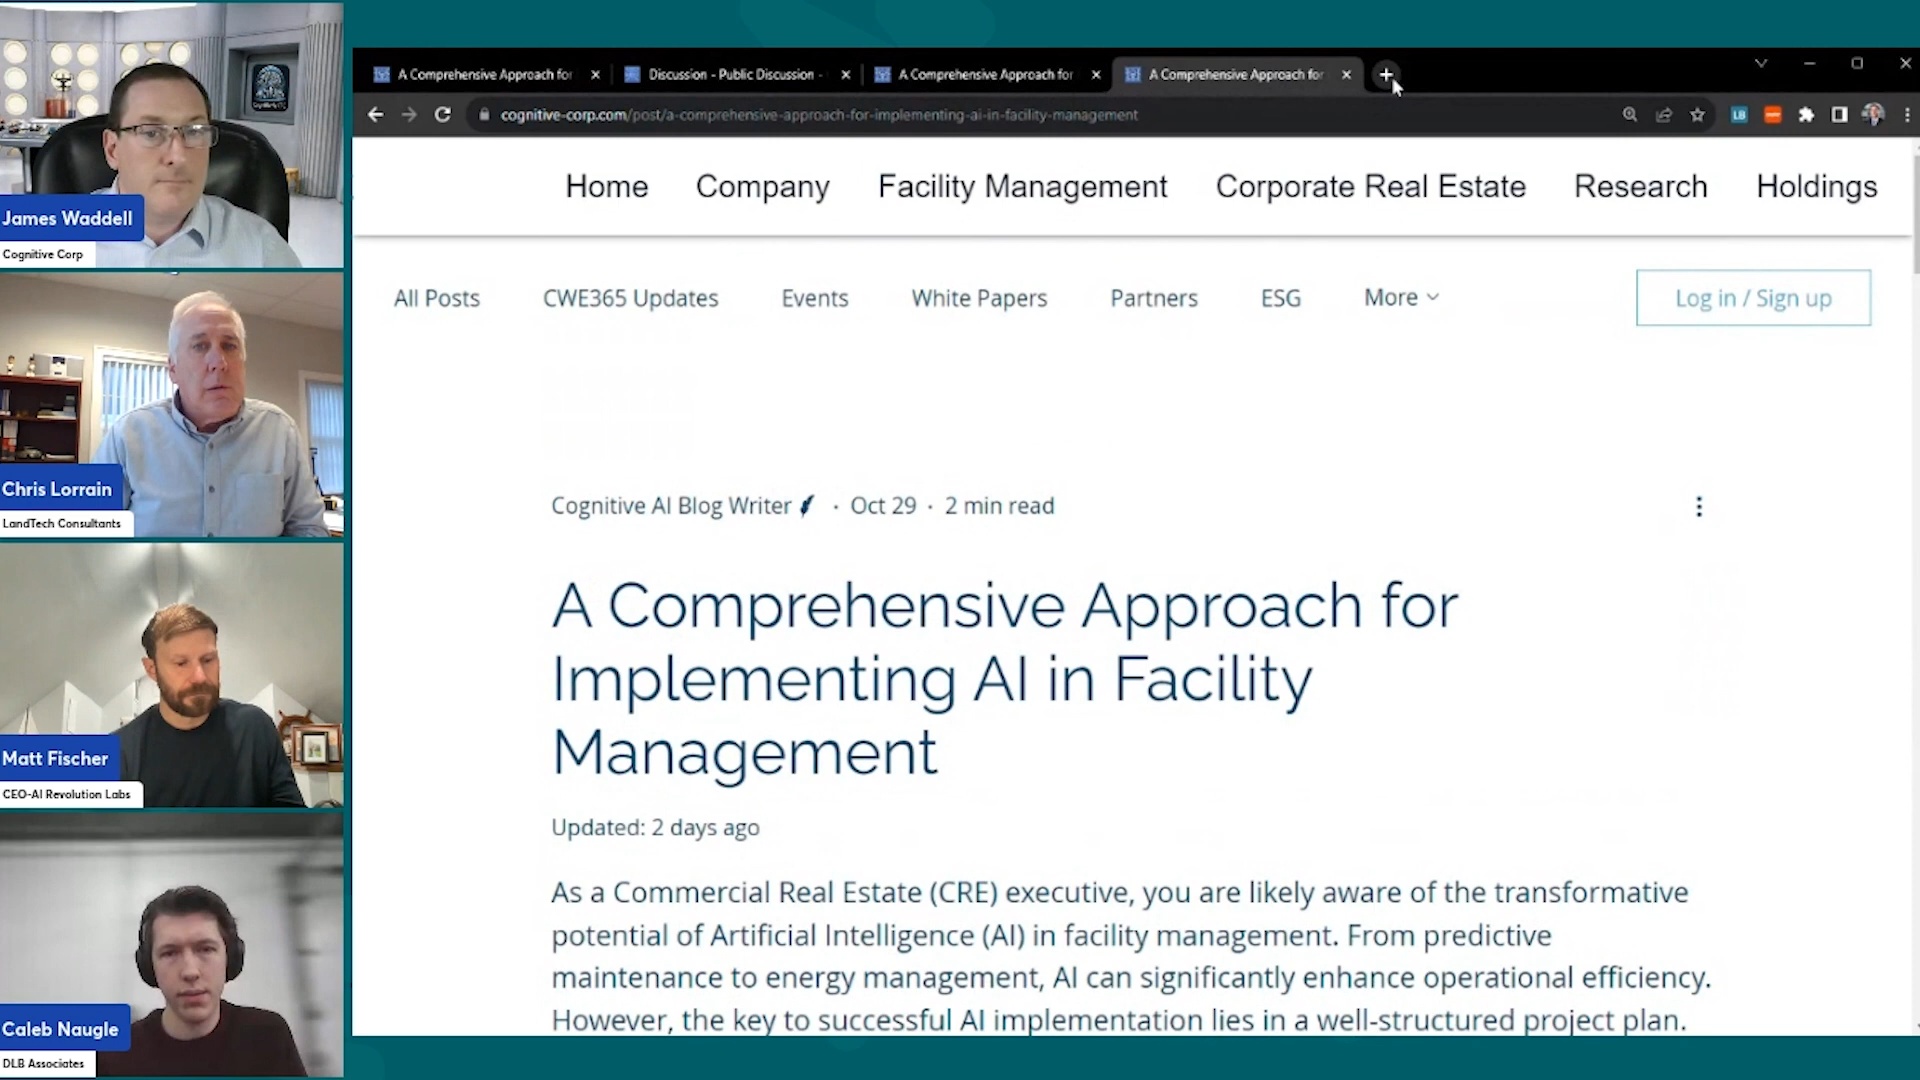 James Waddell
Cognitive Corp
Chris Lorrain
LandTech Consultants
Matt Fischer
CEO-AI Revolution Labs
Caleb Naugle
DLB Associates
A Comprehensive Approach for
Discussion - Public Discussion -
A Comprehensive Approach for
A Comprehensive Approach for
cognitive-corp.com/post/a-comprehensive-approach-for-implementing-ai-in-facility-management
LB
Home Company Facility Management Corporate Real Estate Research Holdings
All Posts CWE365 Updates Events White Papers Partners ESG More Log in / Sign up
Cognitive AI Blog Writer · Oct 29 · 2 min read
A Comprehensive Approach for
Implementing AI in Facility
Management
Updated: 2 days ago
As a Commercial Real Estate (CRE) executive, you are likely aware of the transformative
potential of Artificial Intelligence (AI) in facility management. From predictive
maintenance to energy management, AI can significantly enhance operational efficiency.
However, the key to successful AI implementation lies in a well-structured project plan.